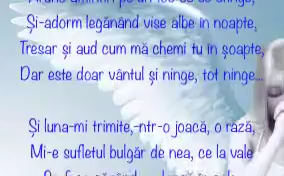 Și-adorm legănând vise albe în noapte,
Tresar și aud cum mă chemi tu în șoapte,
Dar este doar vântul și ninge, tot ninge...
Și luna-mi trimite,-ntr-o joacă, o rază,
Mi-e sufletul bulgăr de nea, ce la vale